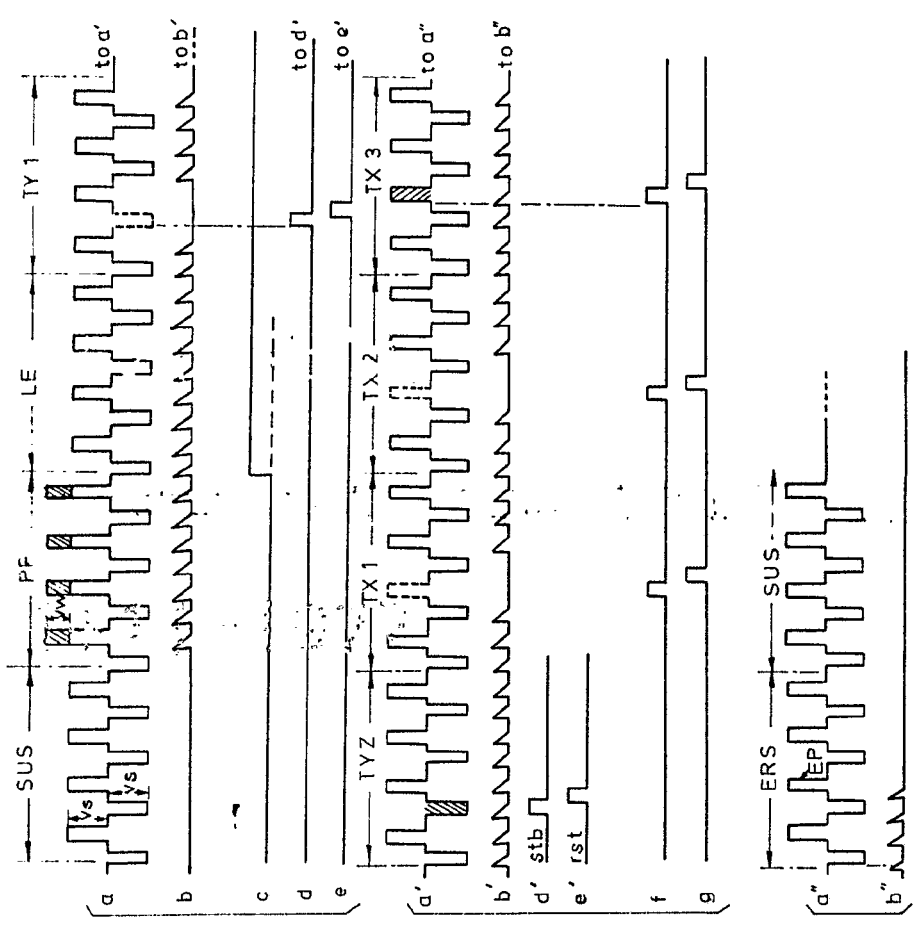 SUS PF LE TY 1
a Vs Vs Vw to a'
b to b'
c
d to d'
e to e'
TYZ TX 1 TX 2 TX 3
a' to a"
b' to b"
d' stb
e' rst
f
g
ERS SUS
a" EP
b"